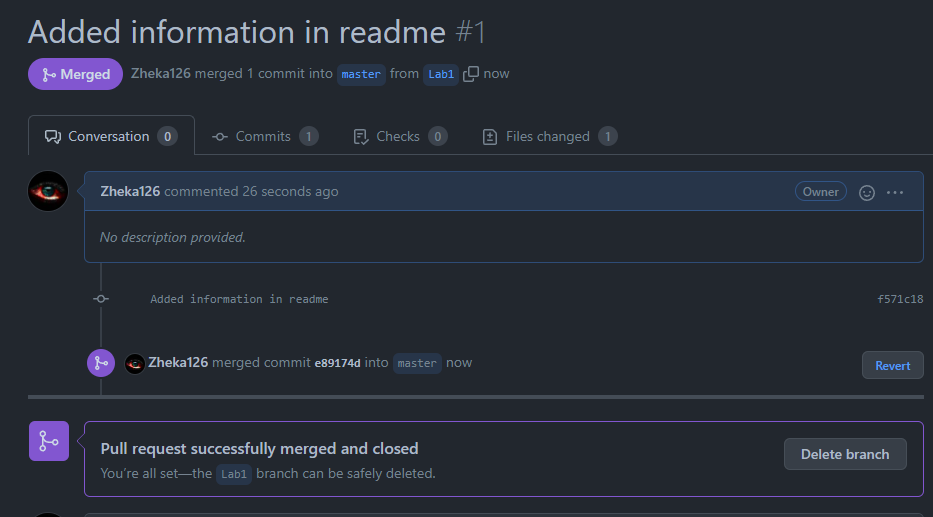 Added information in readme #1
Merged Zheka126 merged 1 commit into master from Lab1 now
Conversation 0 Commits 1 Checks 0 Files changed 1
Zheka126 commented 26 seconds ago Owner
No description provided.
Added information in readme f571c18
Zheka126 merged commit e89174d into master now Revert
Pull request successfully merged and closed
You're all set—the Lab1 branch can be safely deleted.
Delete branch